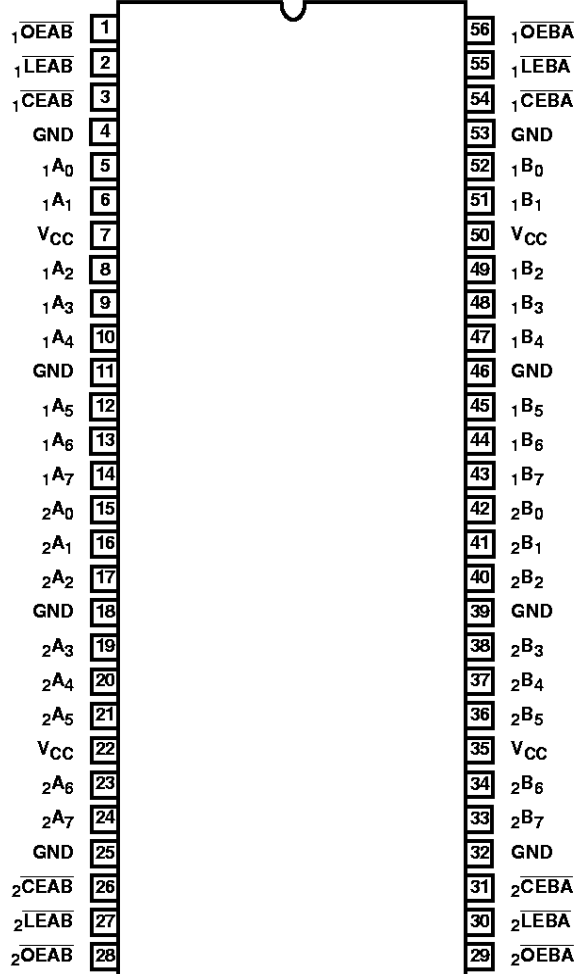 1OEAB 1 56 1OEBA
1LEAB 2 55 1LEBA
1CEAB 3 54 1CEBA
GND 4 53 GND
1A0 5 52 1B0
1A1 6 51 1B1
VCC 7 50 VCC
1A2 8 49 1B2
1A3 9 48 1B3
1A4 10 47 1B4
GND 11 46 GND
1A5 12 45 1B5
1A6 13 44 1B6
1A7 14 43 1B7
2A0 15 42 2B0
2A1 16 41 2B1
2A2 17 40 2B2
GND 18 39 GND
2A3 19 38 2B3
2A4 20 37 2B4
2A5 21 36 2B5
VCC 22 35 VCC
2A6 23 34 2B6
2A7 24 33 2B7
GND 25 32 GND
2CEAB 26 31 2CEBA
2LEAB 27 30 2LEBA
2OEAB 28 29 2OEBA